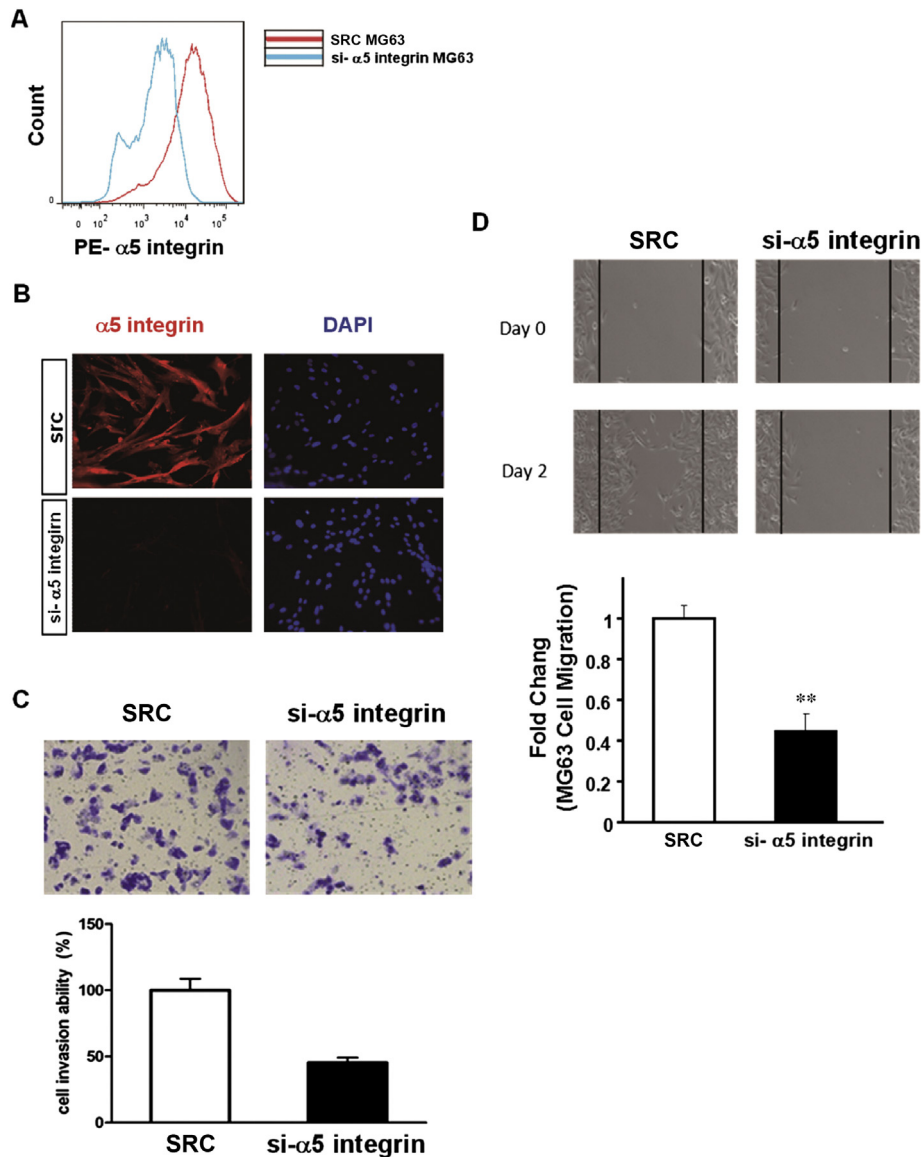 A
SRC MG63
si- α5 integrin MG63
Count
0
0 10² 10³ 10⁴ 10⁵
PE- α5 integrin
B
α5 integrin DAPI
SRC
si- α5 integirn
C
SRC si-α5 integrin
cell invasion ability (%)
150
100
50
0
SRC si-α5 integrin
D
SRC si-α5 integrin
Day 0
Day 2
Fold Chang
(MG63 Cell Migration)
1
0.8
0.6
0.4
0.2
0
**
SRC si- α5 integrin